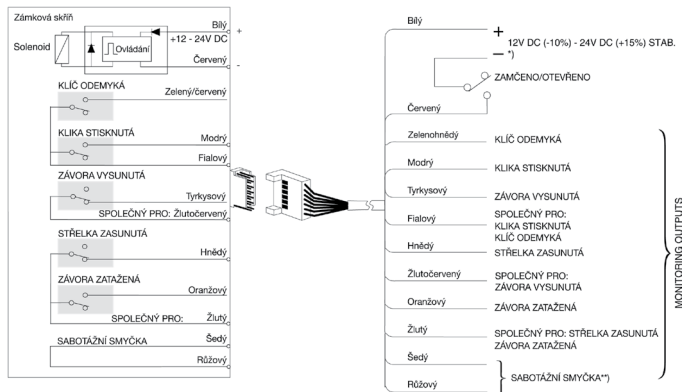 Zámková skříň
Bílý +
+12 - 24V DC
Solenoid
Ovládání
Červený -
KLÍČ ODEMYKÁ
Zelený/červený
KLIKA STISKNUTÁ
Modrý
Fialový
ZÁVORA VYSUNUTÁ
Tyrkysový
SPOLEČNÝ PRO: Žlutočervený
STŘELKA ZASUNUTÁ
Hnědý
ZÁVORA ZATAŽENÁ
Oranžový
SPOLEČNÝ PRO: Žlutý
SABOTÁŽNÍ SMYČKA Šedý
Růžový
Bílý
+
12V DC (-10%) - 24V DC (+15%) STAB.
— *)
ZAMČENO/OTEVŘENO
Červený
Zelenohnědý KLÍČ ODEMYKÁ
Modrý KLIKA STISKNUTÁ
Tyrkysový ZÁVORA VYSUNUTÁ
Fialový SPOLEČNÝ PRO:
KLIKA STISKNUTÁ
KLÍČ ODEMYKÁ
Hnědý STŘELKA ZASUNUTÁ
Žlutočervený SPOLEČNÝ PRO:
ZÁVORA VYSUNUTÁ
Oranžový ZÁVORA ZATAŽENÁ
Žlutý SPOLEČNÝ PRO: STŘELKA ZASUNUTÁ
ZÁVORA ZATAŽENÁ
Šedý
SABOTÁŽNÍ SMYČKA**)
Růžový
MONITORING OUTPUTS